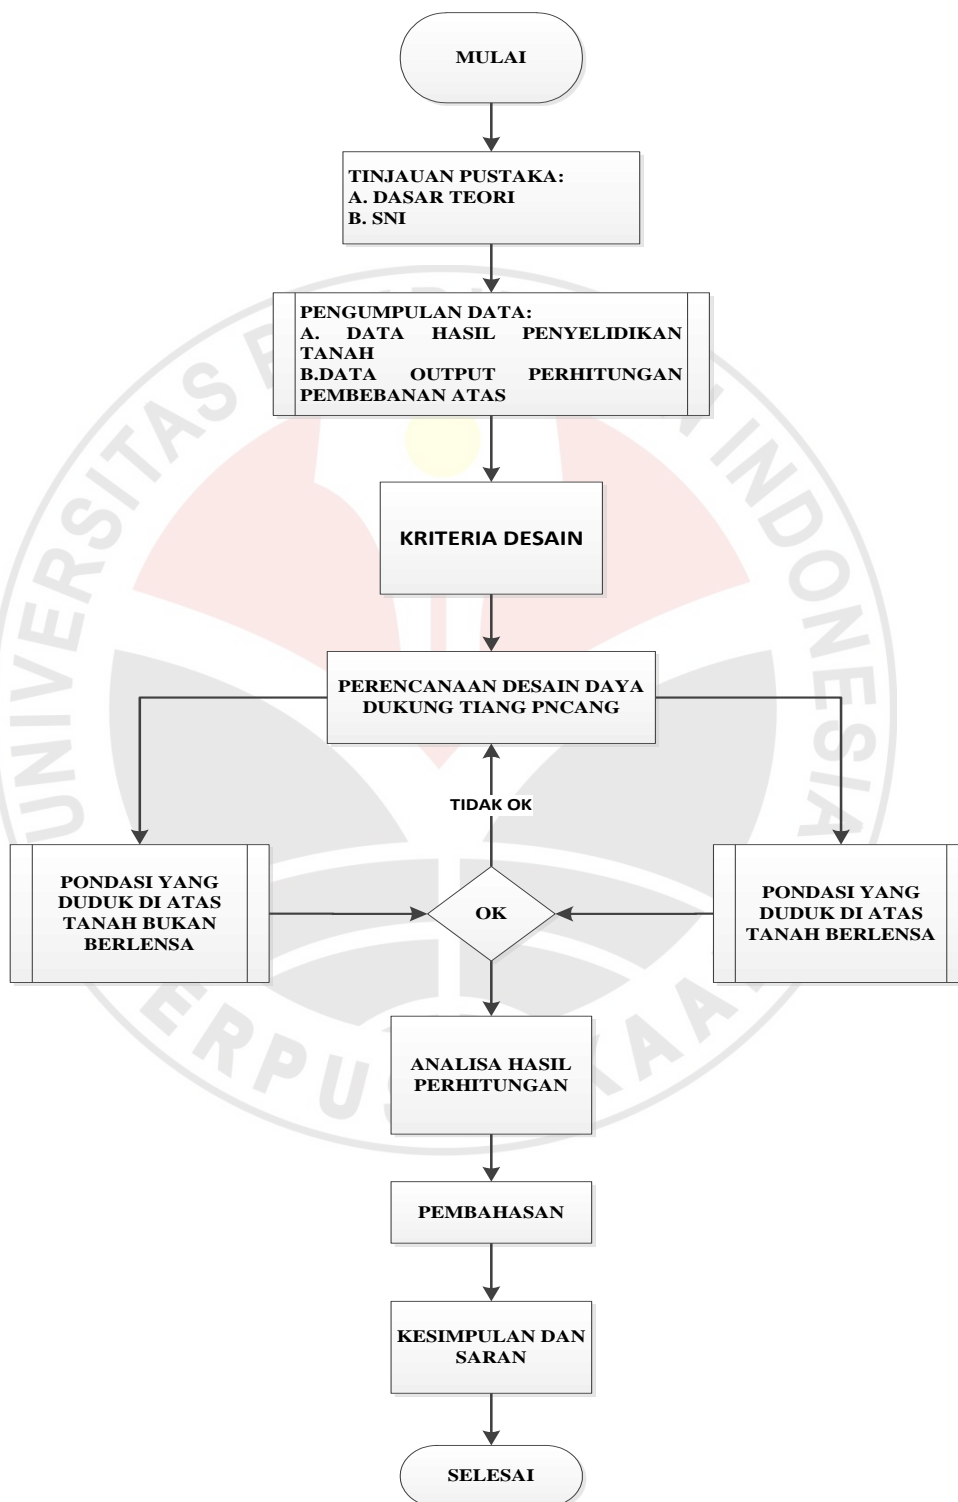 MULAI
TINJAUAN PUSTAKA:
A. DASAR TEORI
B. SNI
PENGUMPULAN DATA:
A. DATA HASIL PENYELIDIKAN
TANAH
B.DATA OUTPUT PERHITUNGAN
PEMBEBANAN ATAS
KRITERIA DESAIN
PERENCANAAN DESAIN DAYA
DUKUNG TIANG PNCANG
TIDAK OK
PONDASI YANG
DUDUK DI ATAS
TANAH BUKAN
BERLENSA
OK
PONDASI YANG
DUDUK DI ATAS
TANAH BERLENSA
ANALISA HASIL
PERHITUNGAN
PEMBAHASAN
KESIMPULAN DAN
SARAN
SELESAI
UNIVERSITAS INDONESIA